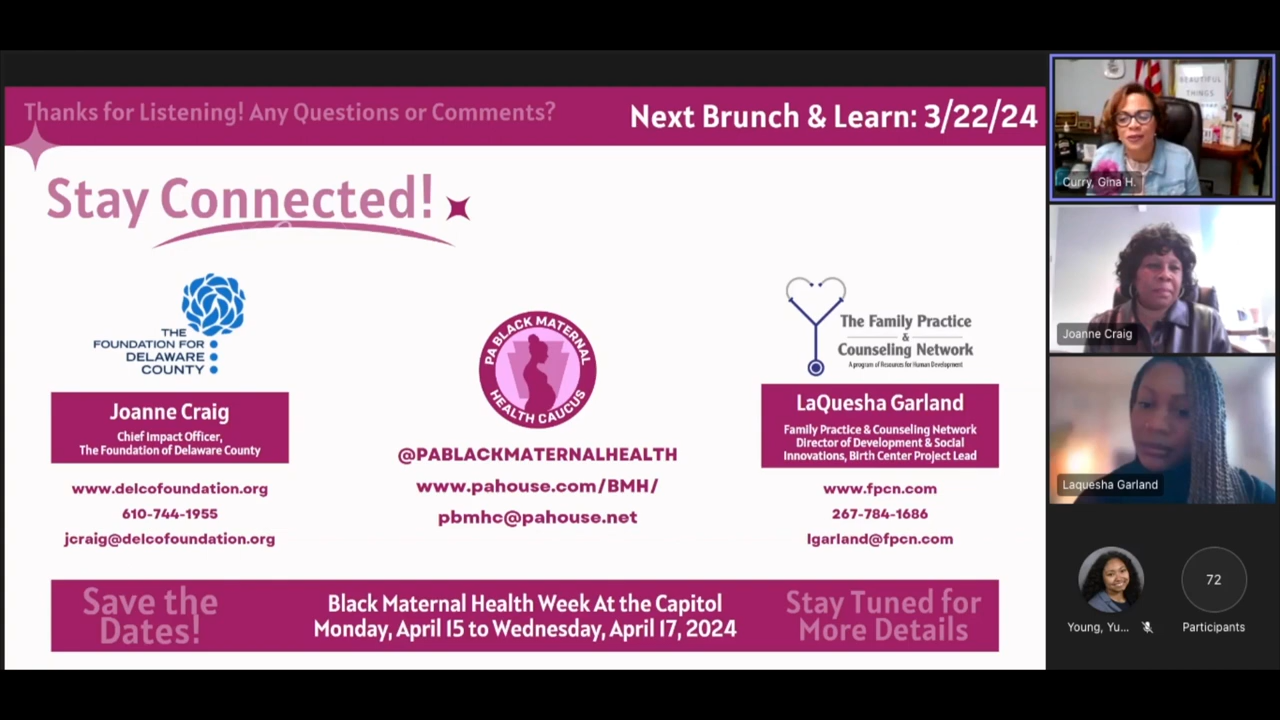 Thanks for Listening! Any Questions or Comments?
Next Brunch & Learn: 3/22/24
Stay Connected!
THE
FOUNDATION FOR
DELAWARE
COUNTY
Joanne Craig
Chief Impact Officer,
The Foundation of Delaware County
www.delcofoundation.org
610-744-1955
jcraig@delcofoundation.org
PA BLACK MATERNAL
HEALTH CAUCUS
@PABLACKMATERNALHEALTH
www.pahouse.com/BMH/
pbmhc@pahouse.net
The Family Practice
&
Counseling Network
A program of Resources for Human Development
LaQuesha Garland
Family Practice & Counseling Network
Director of Development & Social
Innovations, Birth Center Project Lead
www.fpcn.com
267-784-1686
lgarland@fpcn.com
Save the
Dates!
Black Maternal Health Week At the Capitol
Monday, April 15 to Wednesday, April 17, 2024
Stay Tuned for
More Details
BEAUTIFUL
THINGS
Curry, Gina H.
Joanne Craig
Laquesha Garland
72
Young, Yu...
Participants